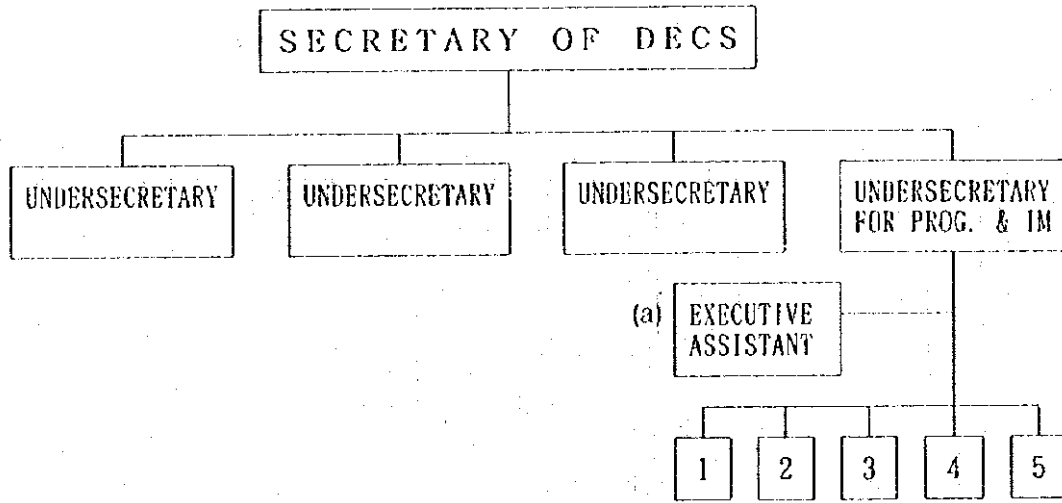 SECRETARY OF DECS
UNDERSECRETARY
UNDERSECRETARY
UNDERSECRETARY
UNDERSECRETARY
FOR PROG. & IM
(a)
EXECUTIVE
ASSISTANT
1
2
3
4
5